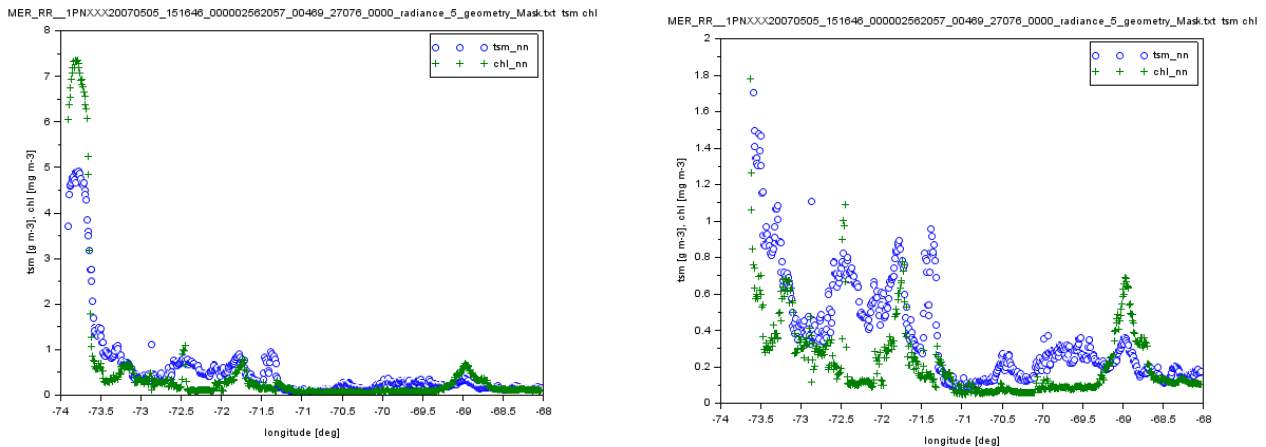 MER_RR__1PNXXX20070505_151646_000002562057_00469_27076_0000_radiance_5_geometry_Mask.txt tsm chl
8
7
6
5
4
3
2
1
0
tsm [g m-3], chl [mg m-3]
tsm_nn
chl_nn
-74 -73.5 -73 -72.5 -72 -71.5 -71 -70.5 -70 -69.5 -69 -68.5 -68
longitude [deg]
MER_RR__1PNXXX20070505_151646_000002562057_00469_27076_0000_radiance_5_geometry_Mask.txt tsm chl
2
1.8
1.6
1.4
1.2
1
0.8
0.6
0.4
0.2
0
tsm [g m-3], chl [mg m-3]
tsm_nn
chl_nn
-74 -73.5 -73 -72.5 -72 -71.5 -71 -70.5 -70 -69.5 -69 -68.5 -68
longitude [deg]